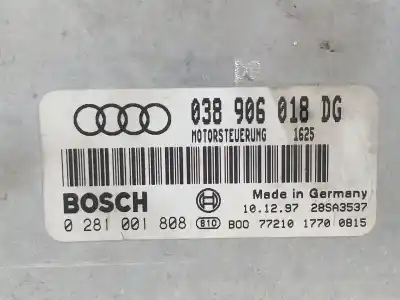 038 906 018 DG
MOTORSTEUERUNG 1625
BOSCH
Made in Germany
10.12.97 28SA3537
0 281 001 808 810 B00 77210 1770 0815